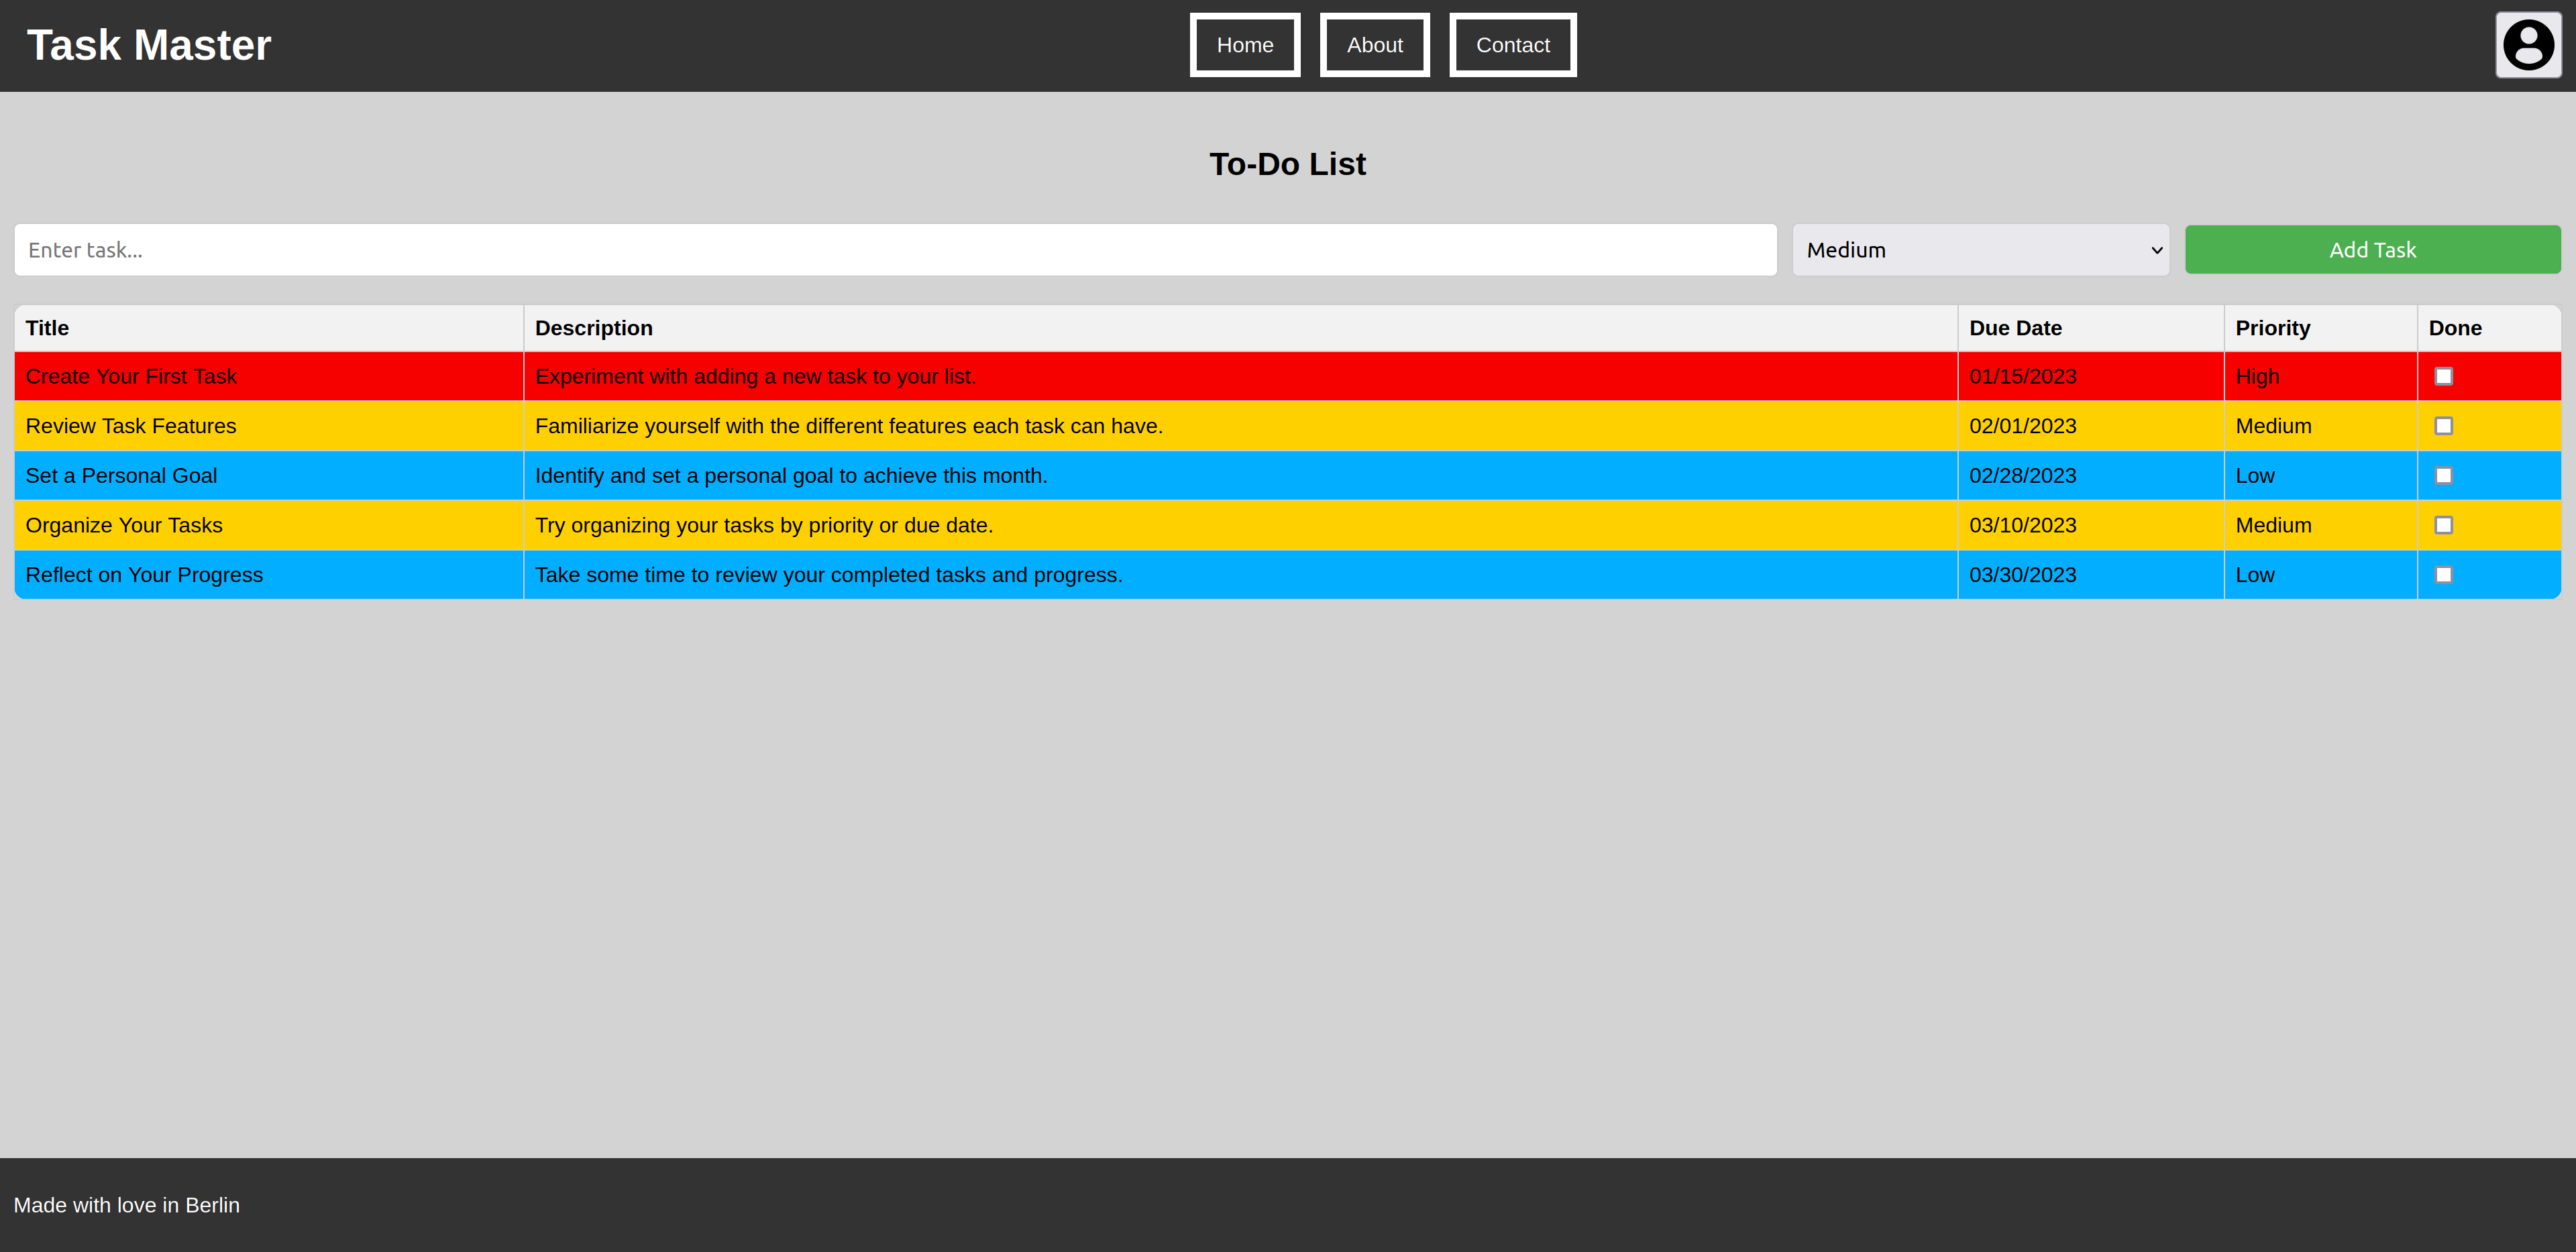 Task Master
Home About Contact
To-Do List
Enter task... Medium Add Task
Title Description Due Date Priority Done
Create Your First Task Experiment with adding a new task to your list. 01/15/2023 High
Review Task Features Familiarize yourself with the different features each task can have. 02/01/2023 Medium
Set a Personal Goal Identify and set a personal goal to achieve this month. 02/28/2023 Low
Organize Your Tasks Try organizing your tasks by priority or due date. 03/10/2023 Medium
Reflect on Your Progress Take some time to review your completed tasks and progress. 03/30/2023 Low
Made with love in Berlin